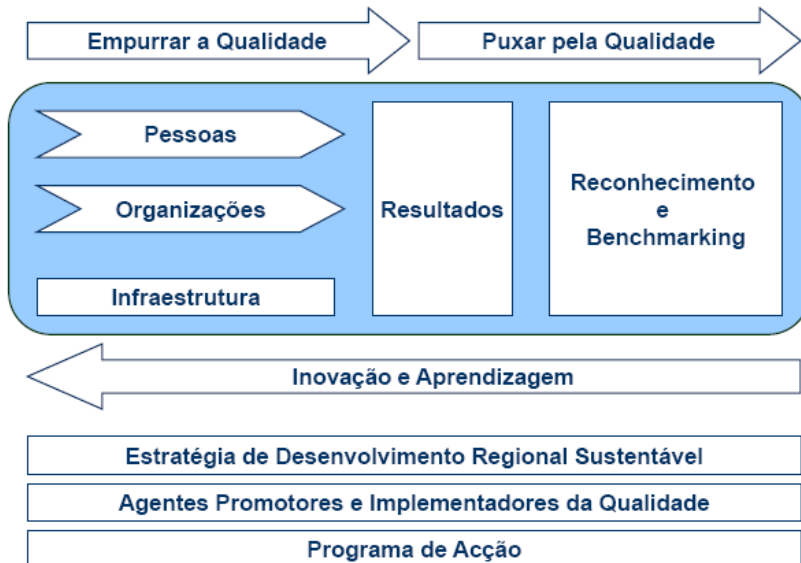 Empurrar a Qualidade
Puxar pela Qualidade
Pessoas
Organizações
Infraestrutura
Resultados
Reconhecimento
e
Benchmarking
Inovação e Aprendizagem
Estratégia de Desenvolvimento Regional Sustentável
Agentes Promotores e Implementadores da Qualidade
Programa de Acção